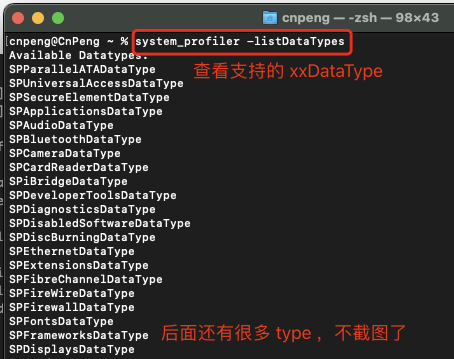 cnpeng — -zsh — 98×43
[cnpeng@CnPeng ~ % system_profiler -listDataTypes
Available Datatypes:
查看支持的 xxDataType
SPParallelATADataType
SPUniversalAccessDataType
SPSecureElementDataType
SPApplicationsDataType
SPAudioDataType
SPBluetoothDataType
SPCameraDataType
SPCardReaderDataType
SPiBridgeDataType
SPDeveloperToolsDataType
SPDiagnosticsDataType
SPDisabledSoftwareDataType
SPDiscBurningDataType
SPEthernetDataType
SPExtensionsDataType
SPFibreChannelDataType
SPFireWireDataType
SPFirewallDataType
SPFontsDataType
SPFrameworksDataType
后面还有很多 type ，不截图了
SPDisplaysDataType